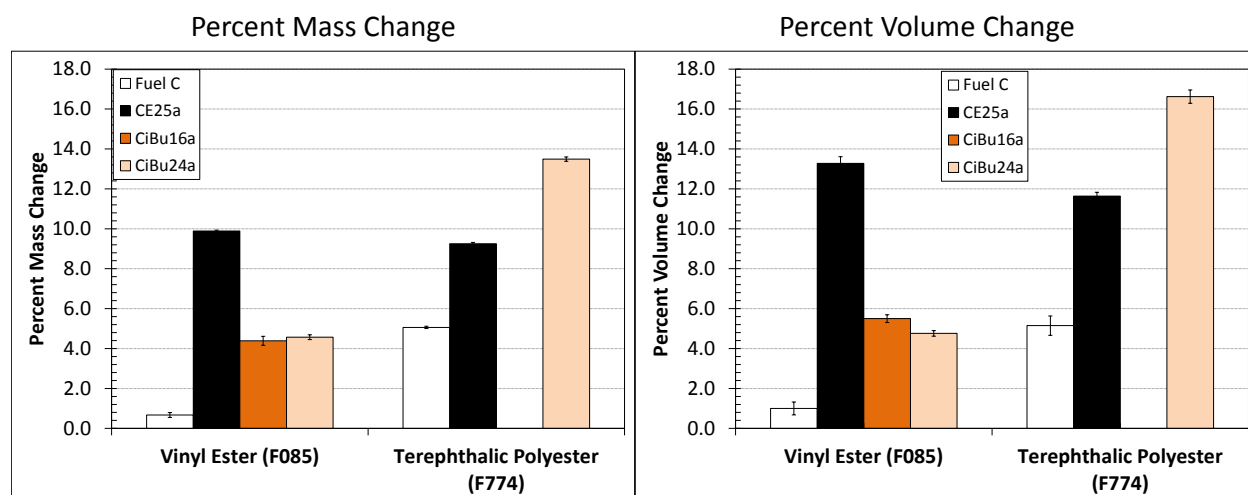 Percent Mass Change
Percent Volume Change
18.0
16.0
14.0
12.0
10.0
8.0
6.0
4.0
2.0
0.0
Percent Mass Change
Fuel C
CE25a
CiBu16a
CiBu24a
Vinyl Ester (F085)
Terephthalic Polyester
(F774)
18.0
16.0
14.0
12.0
10.0
8.0
6.0
4.0
2.0
0.0
Percent Volume Change
Fuel C
CE25a
CiBu16a
CiBu24a
Vinyl Ester (F085)
Terephthalic Polyester
(F774)